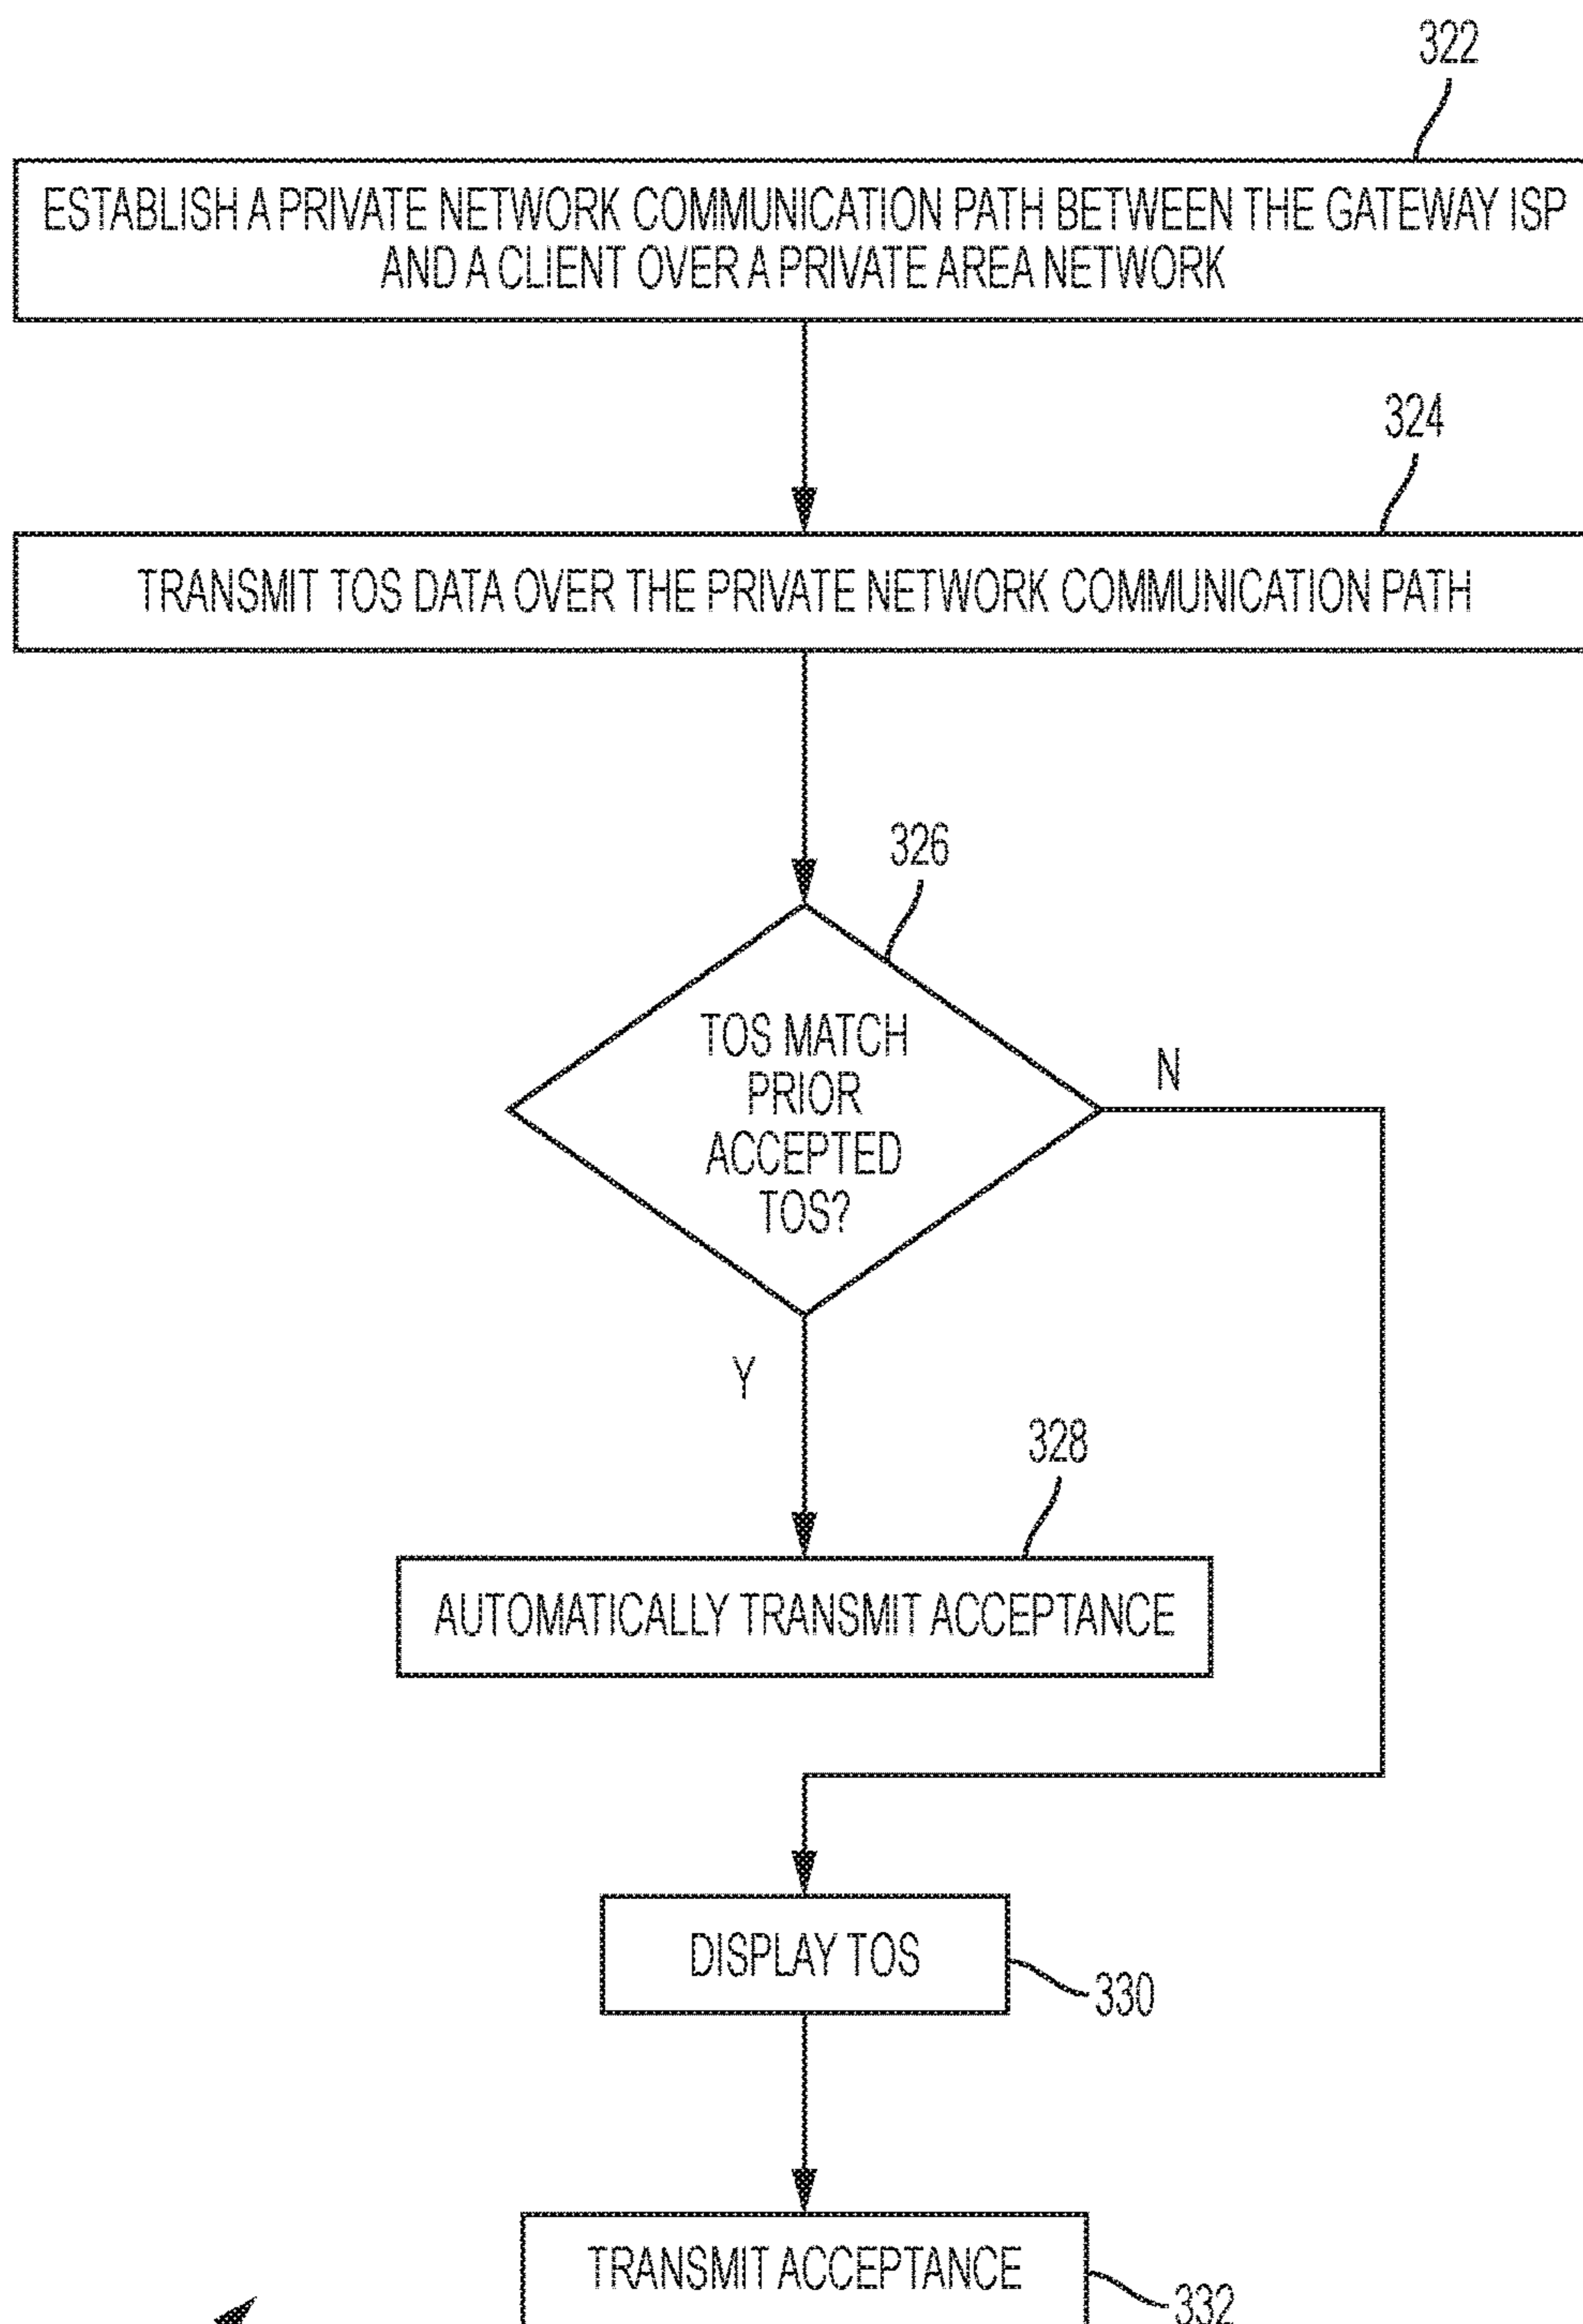 322
ESTABLISH A PRIVATE NETWORK COMMUNICATION PATH BETWEEN THE GATEWAY ISP
AND A CLIENT OVER A PRIVATE AREA NETWORK
324
TRANSMIT TOS DATA OVER THE PRIVATE NETWORK COMMUNICATION PATH
326
TOS MATCH
PRIOR
ACCEPTED
TOS?
N
Y
328
AUTOMATICALLY TRANSMIT ACCEPTANCE
DISPLAY TOS
330
TRANSMIT ACCEPTANCE
332